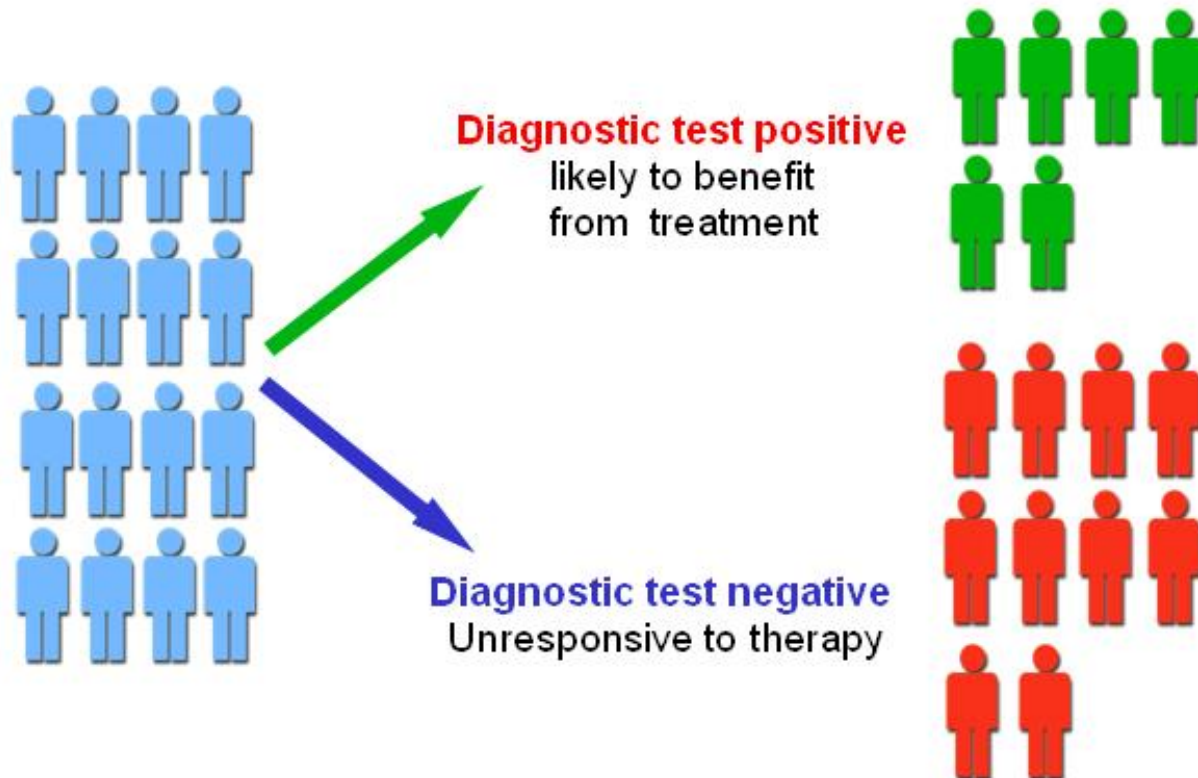 Diagnostic test positive
likely to benefit
from treatment
Diagnostic test negative
Unresponsive to therapy